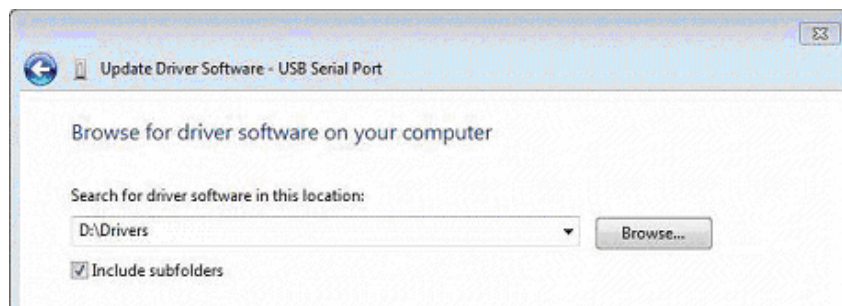 Update Driver Software - USB Serial Port
Browse for driver software on your computer
Search for driver software in this location:
D:\Drivers
Browse...
Include subfolders